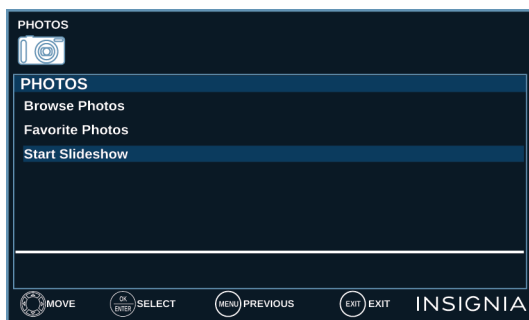 PHOTOS
PHOTOS
Browse Photos
Favorite Photos
Start Slideshow
MOVE OK ENTER SELECT MENU PREVIOUS EXIT EXIT INSIGNIA